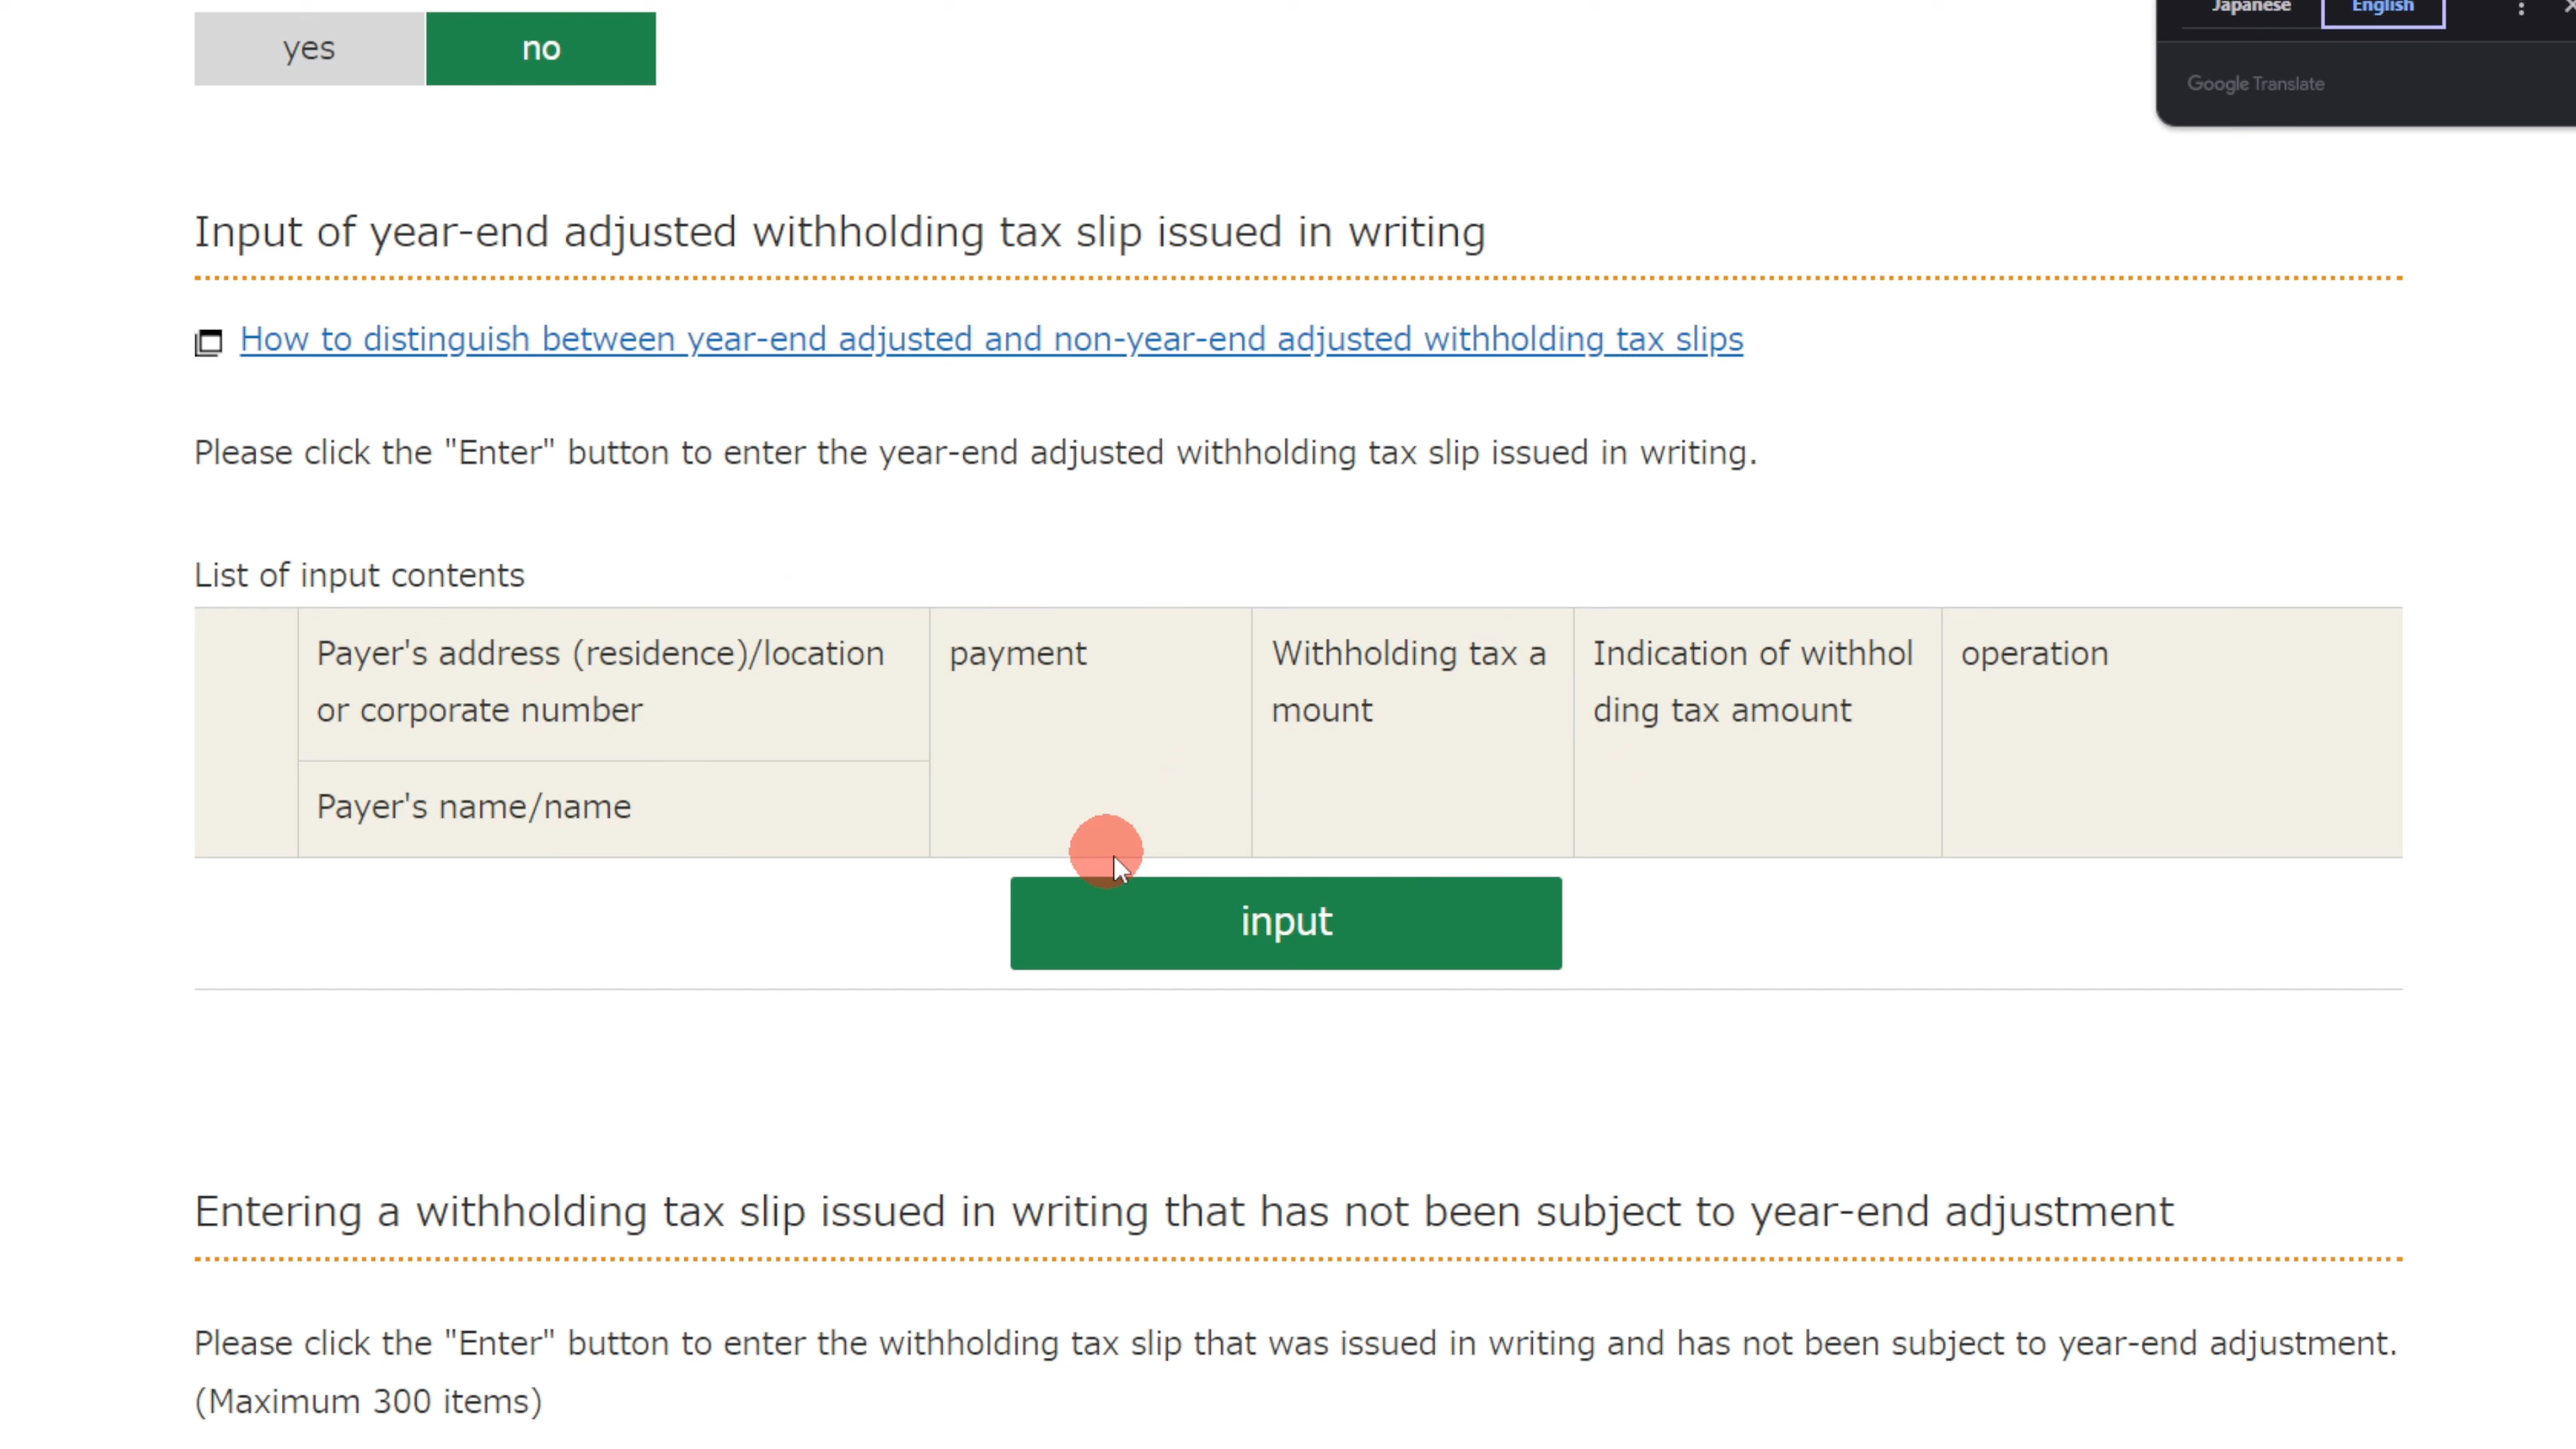 Japanese English
Google Translate
yes no
Input of year-end adjusted withholding tax slip issued in writing
How to distinguish between year-end adjusted and non-year-end adjusted withholding tax slips
Please click the "Enter" button to enter the year-end adjusted withholding tax slip issued in writing.
List of input contents
Payer's address (residence)/location
or corporate number
Payer's name/name
payment
Withholding tax a
mount
Indication of withhol
ding tax amount
operation
input
Entering a withholding tax slip issued in writing that has not been subject to year-end adjustment
Please click the "Enter" button to enter the withholding tax slip that was issued in writing and has not been subject to year-end adjustment.
(Maximum 300 items)